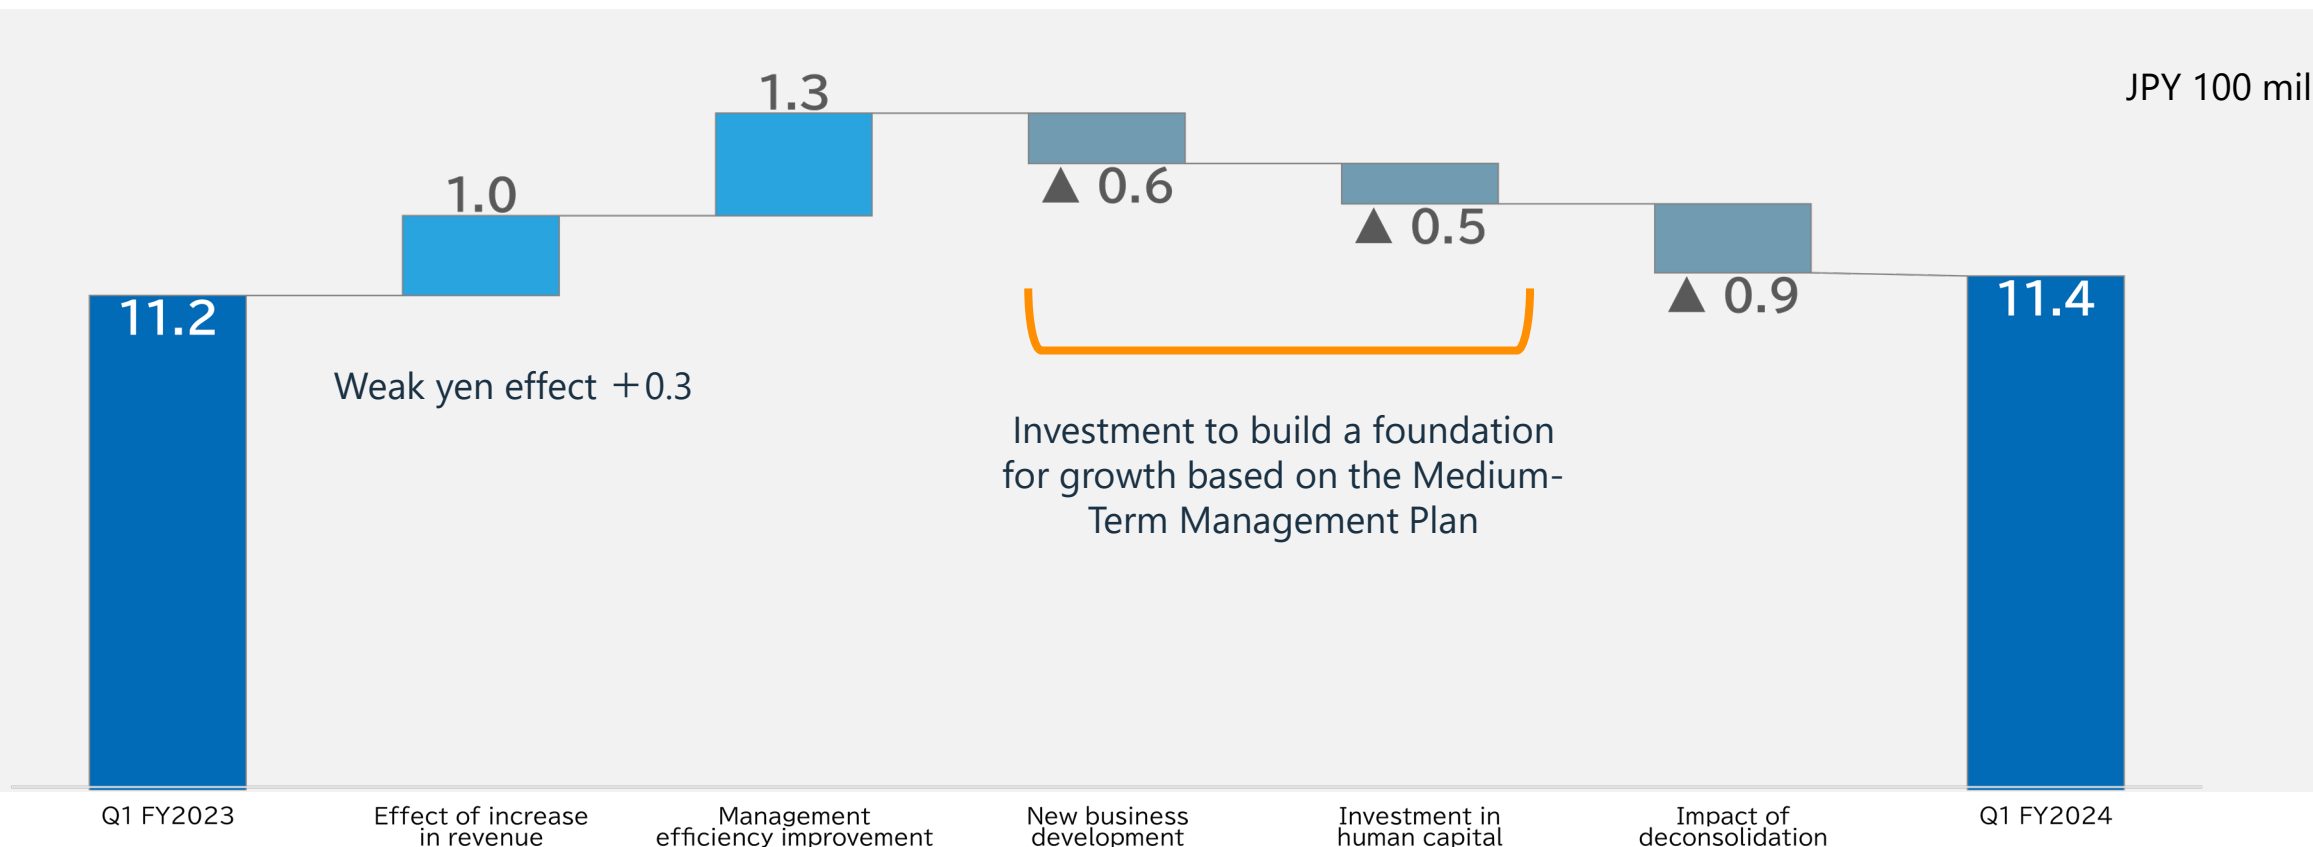 JPY 100 mil
1.3
1.0
▲ 0.6
▲ 0.5
▲ 0.9
11.2
11.4
Weak yen effect ＋0.3
Investment to build a foundation
for growth based on the Medium-
Term Management Plan
Q1 FY2023
Effect of increase
in revenue
Management
efficiency improvement
New business
development
Investment in
human capital
Impact of
deconsolidation
Q1 FY2024